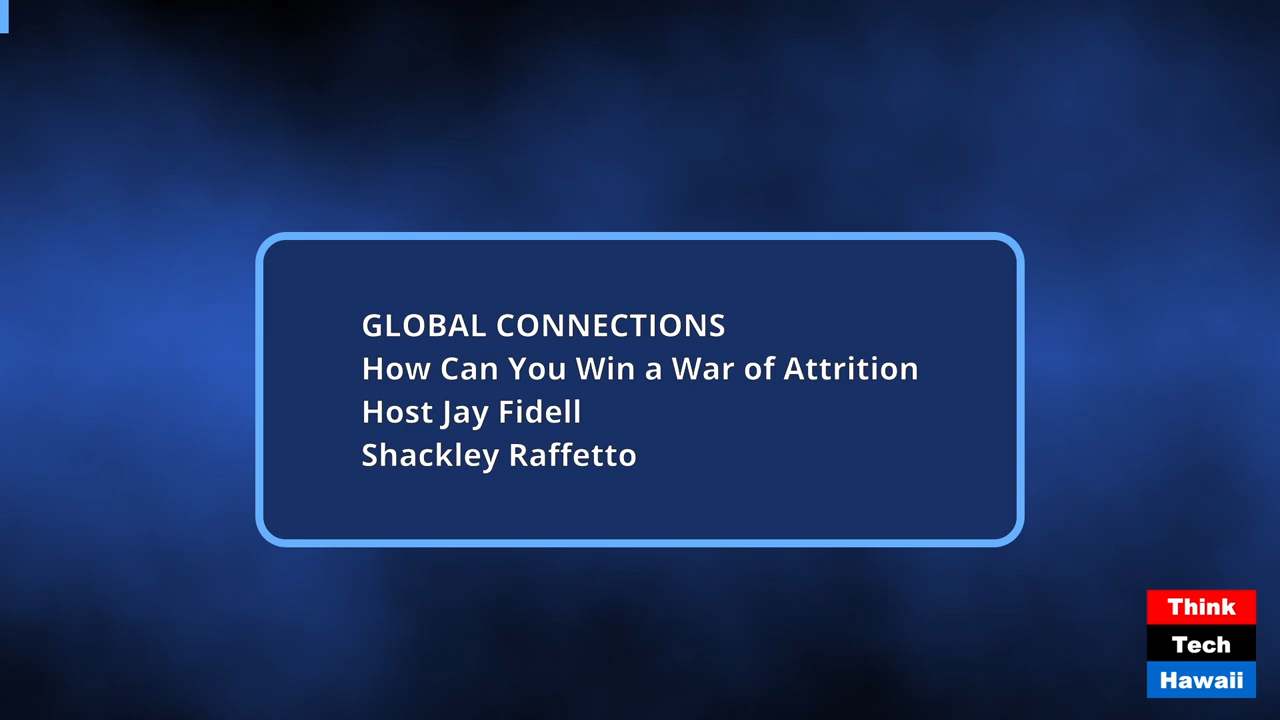 GLOBAL CONNECTIONS
How Can You Win a War of Attrition
Host Jay Fidell
Shackley Raffetto
Think
Tech
Hawaii